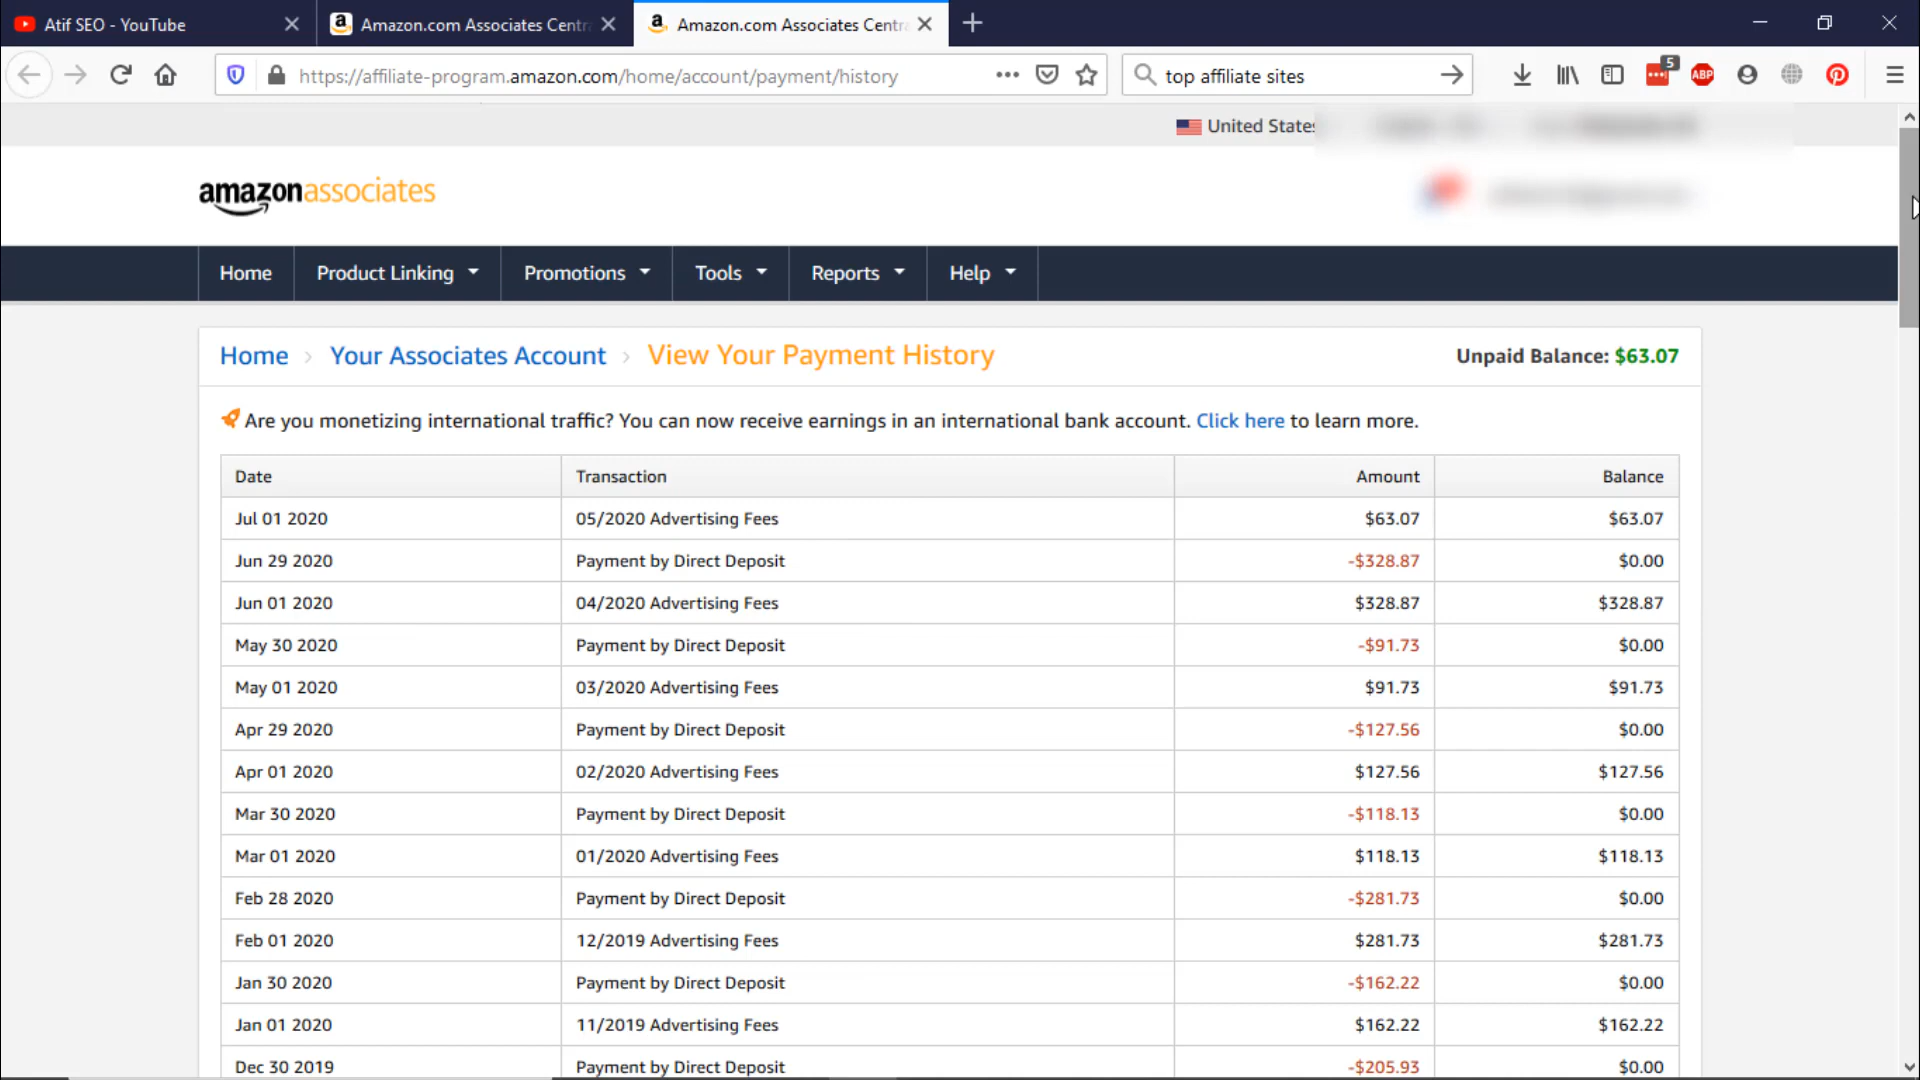 Atif SEO - YouTube
Amazon.com Associates Centr
Amazon.com Associates Centr
https://affiliate-program.amazon.com/home/account/payment/history
top affiliate sites
5
ABP
United States
amazonassociates
Home
Product Linking
Promotions
Tools
Reports
Help
Home › Your Associates Account › View Your Payment History
Unpaid Balance: $63.07
Are you monetizing international traffic? You can now receive earnings in an international bank account. Click here to learn more.
Date Transaction Amount Balance
Jul 01 2020 05/2020 Advertising Fees $63.07 $63.07
Jun 29 2020 Payment by Direct Deposit -$328.87 $0.00
Jun 01 2020 04/2020 Advertising Fees $328.87 $328.87
May 30 2020 Payment by Direct Deposit -$91.73 $0.00
May 01 2020 03/2020 Advertising Fees $91.73 $91.73
Apr 29 2020 Payment by Direct Deposit -$127.56 $0.00
Apr 01 2020 02/2020 Advertising Fees $127.56 $127.56
Mar 30 2020 Payment by Direct Deposit -$118.13 $0.00
Mar 01 2020 01/2020 Advertising Fees $118.13 $118.13
Feb 28 2020 Payment by Direct Deposit -$281.73 $0.00
Feb 01 2020 12/2019 Advertising Fees $281.73 $281.73
Jan 30 2020 Payment by Direct Deposit -$162.22 $0.00
Jan 01 2020 11/2019 Advertising Fees $162.22 $162.22
Dec 30 2019 Payment by Direct Deposit -$205.93 $0.00